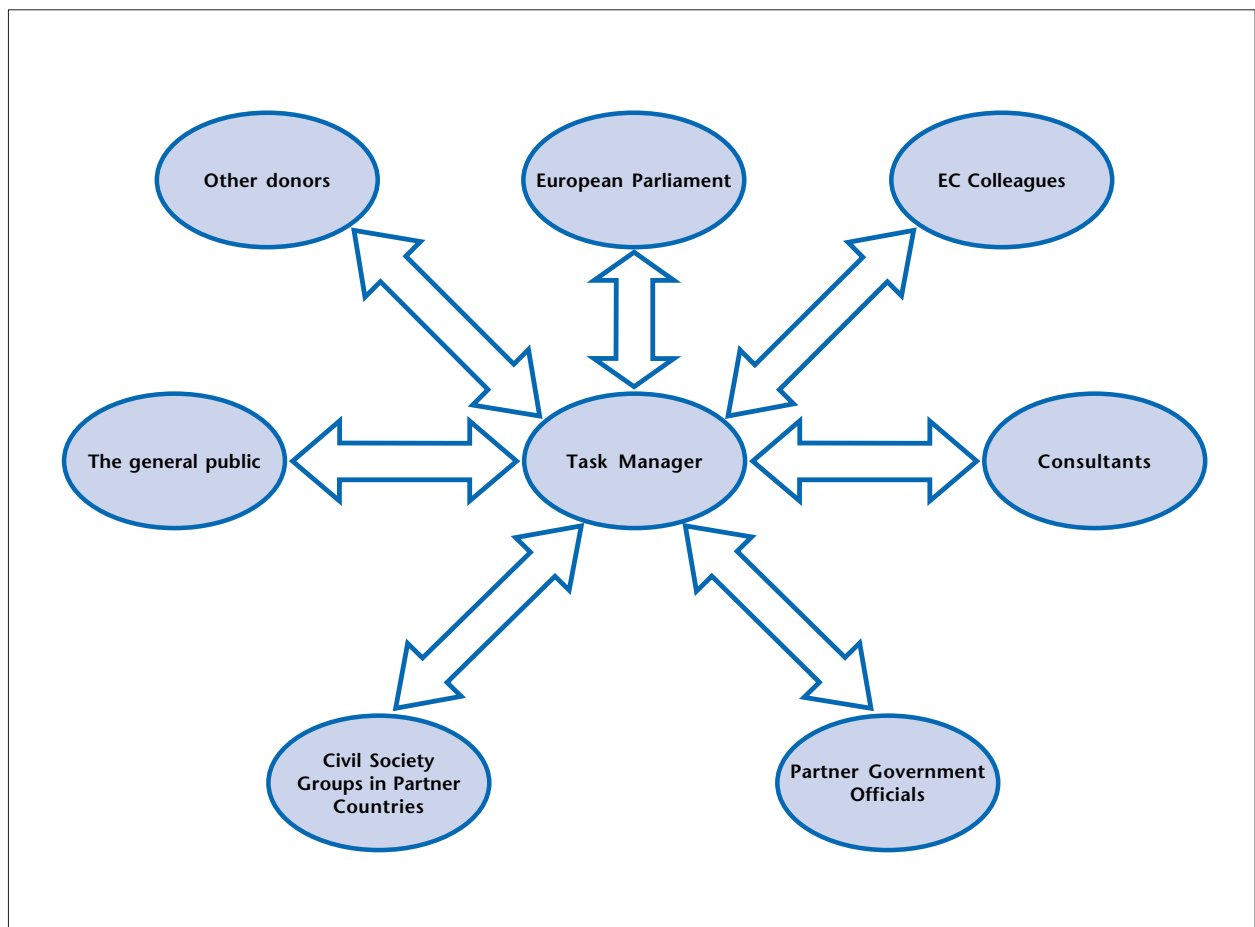 Other donors
European Parliament
EC Colleagues
The general public
Task Manager
Consultants
Civil Society
Groups in Partner
Countries
Partner Government
Officials